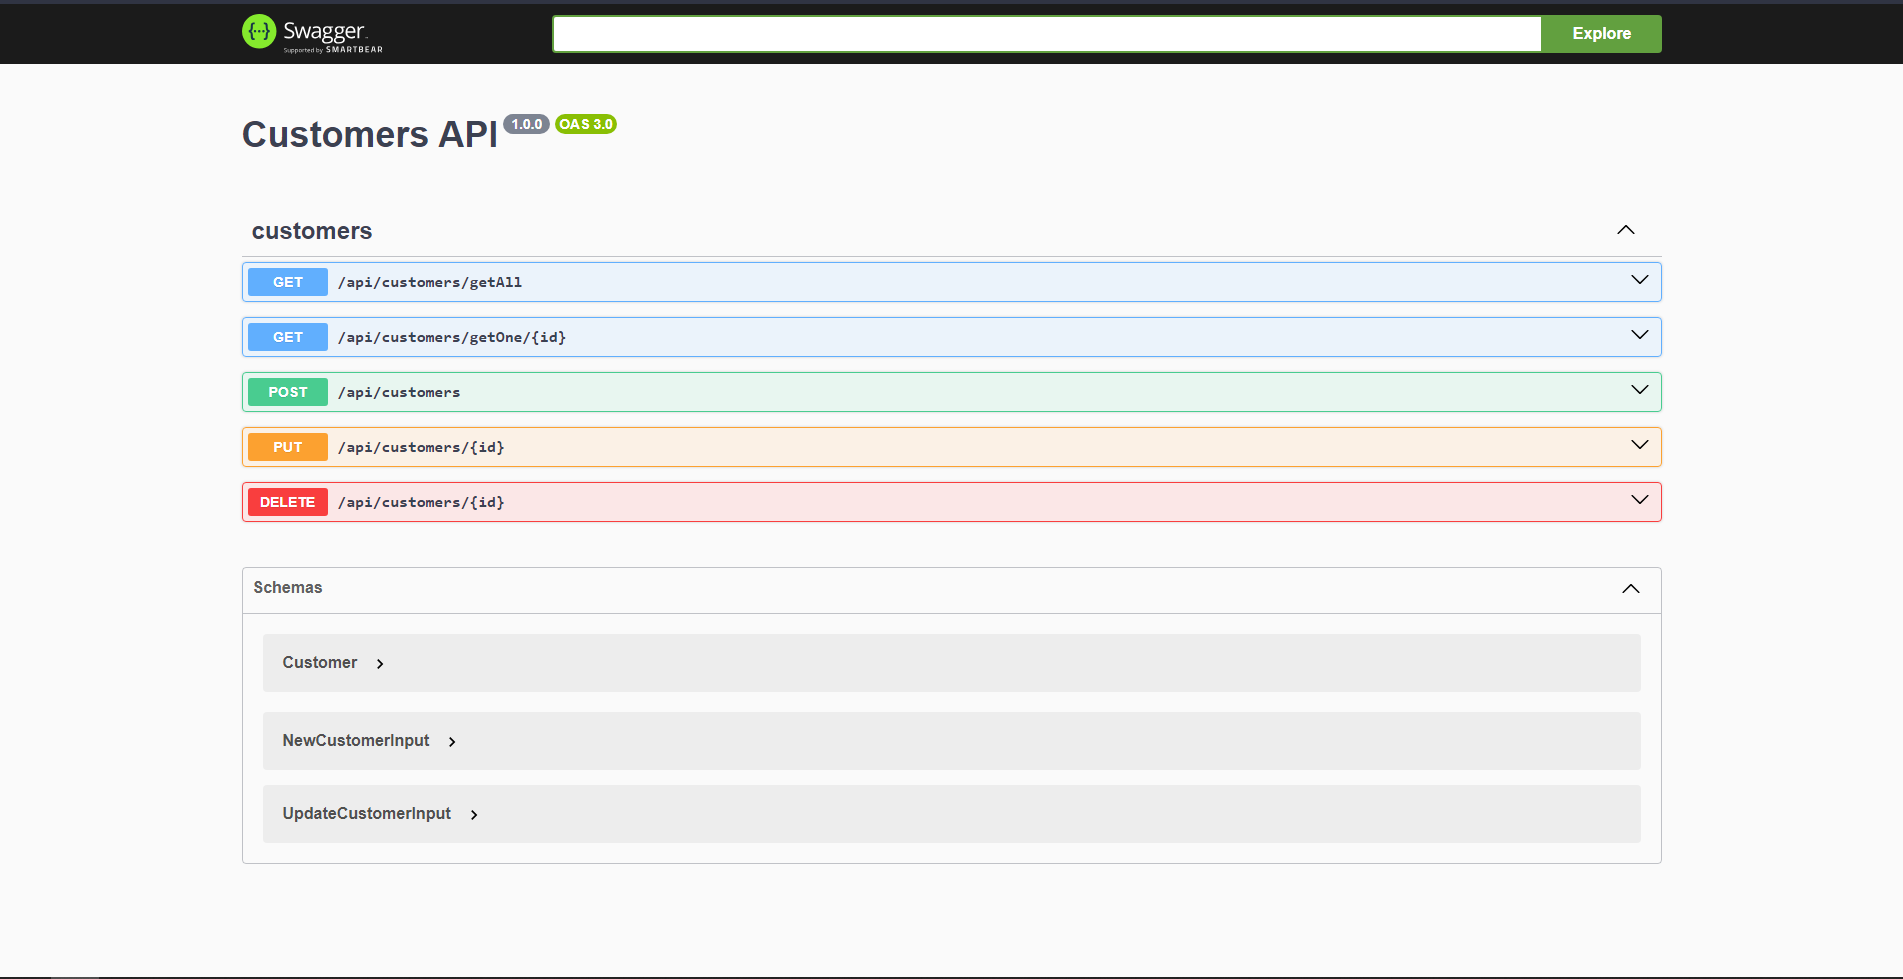 {···} Swagger
Supported by SMARTBEAR
Explore
Customers API 1.0.0 OAS 3.0
customers
GET /api/customers/getAll
GET /api/customers/getOne/{id}
POST /api/customers
PUT /api/customers/{id}
DELETE /api/customers/{id}
Schemas
Customer
NewCustomerInput
UpdateCustomerInput